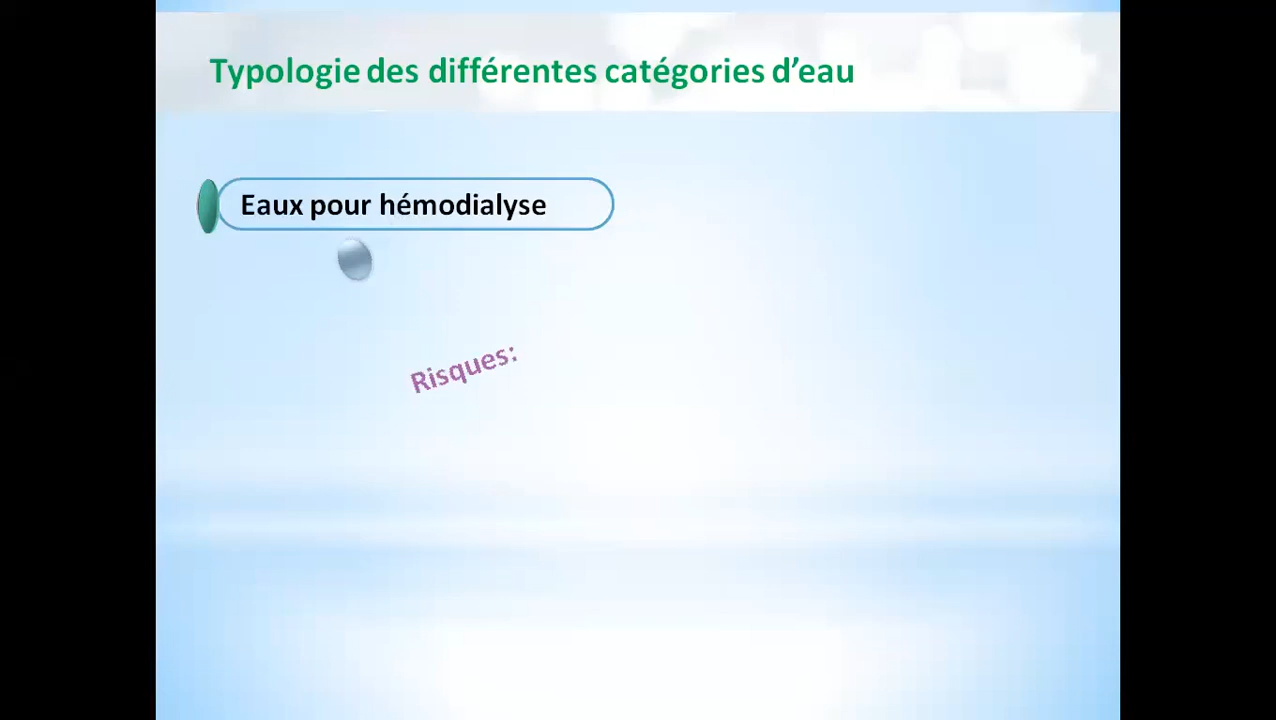 Typologie des différentes catégories d’eau
Eaux pour hémodialyse
Risques: